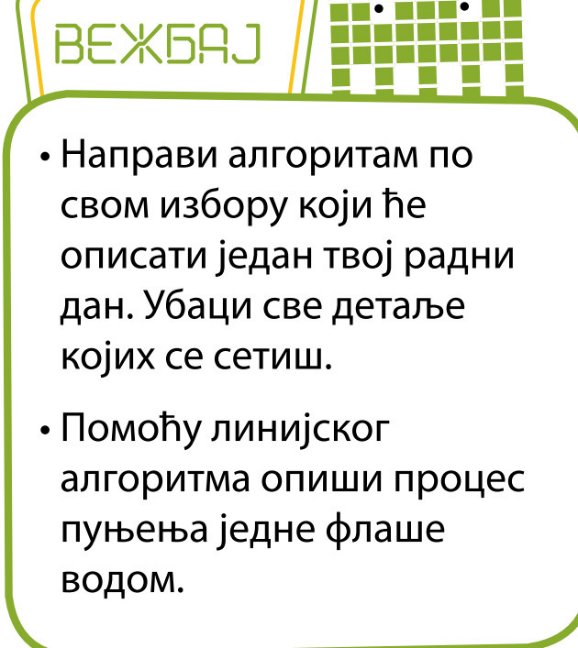 ВЕЖБАЈ
• Направи алгоритам по
свом избору који ће
описати један твој радни
дан. Убаци све детаље
којих се сетиш.
• Помоћу линијског
алгоритма опиши процес
пуњења једне флаше
водом.